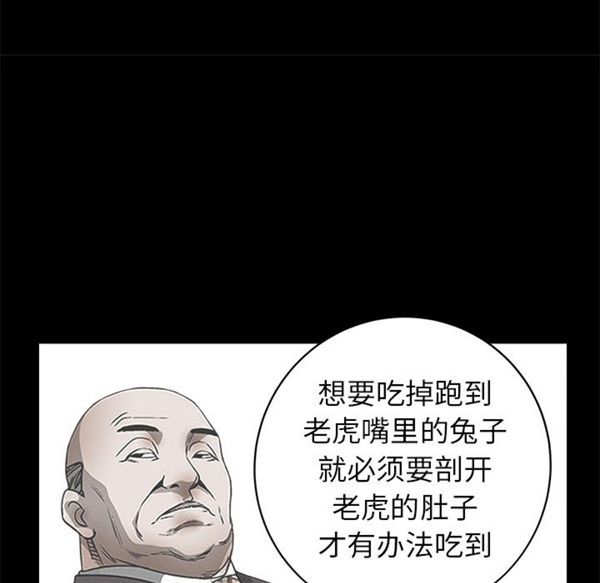 想要吃掉跑到
老虎嘴里的兔子
就必须要剖开
老虎的肚子
才有办法吃到